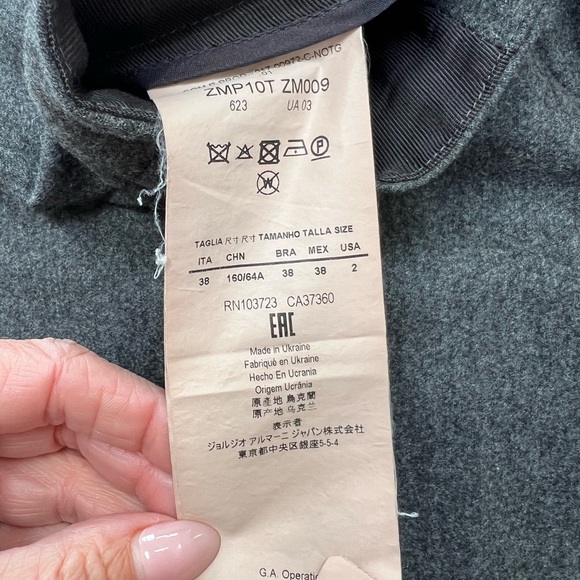 ZMP10T ZM009
623 UA 03
P
W
TAGLIA 尺寸 尺寸 TAMANHO TALLA SIZE
ITA CHN BRA MEX USA
38 160/64A 38 38 2
RN103723 CA37360
EAC
Made in Ukraine
Fabriqué en Ukraine
Hecho En Ucrania
Origem Ucrânia
原產地 烏克蘭
原产地 乌克兰
表示者
ジョルジオ アルマーニ ジャパン株式会社
東京都中央区銀座5-5-4
G.A. Operati